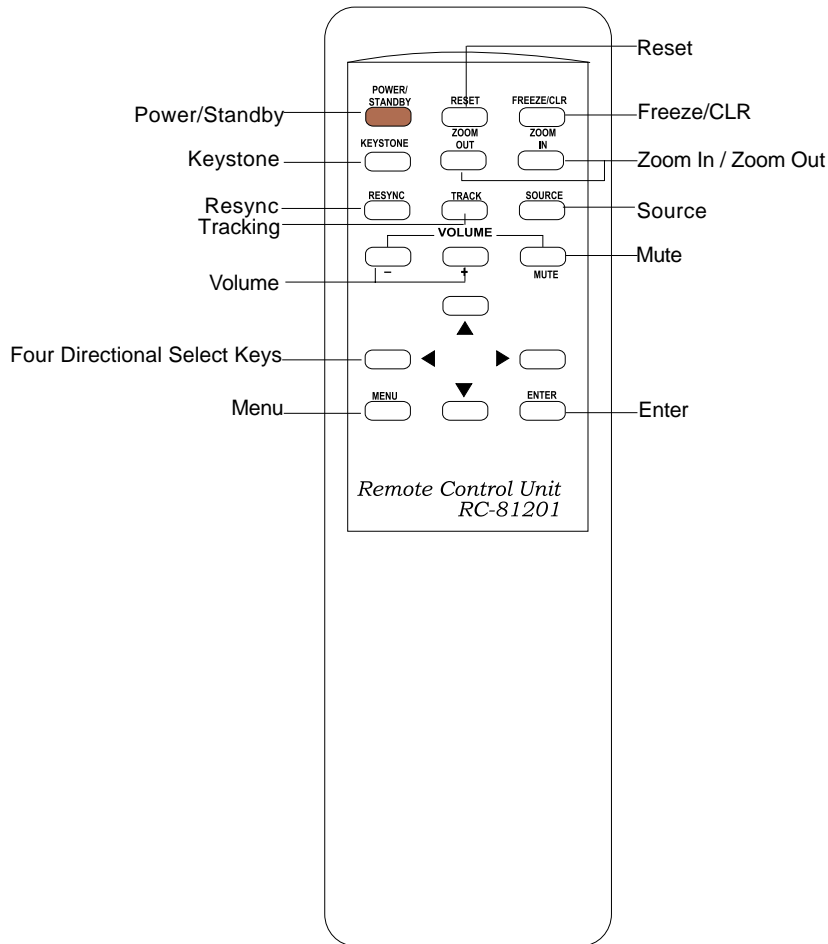 Reset
POWER/
STANDBY
RESET
FREEZE/CLR
Power/Standby
Freeze/CLR
KEYSTONE
ZOOM
OUT
ZOOM
IN
Keystone
Zoom In / Zoom Out
RESYNC
TRACK
SOURCE
Resync
Tracking
Source
VOLUME
Mute
–
+
MUTE
Volume
Four Directional Select Keys
MENU
ENTER
Menu
Enter
Remote Control Unit
RC-81201